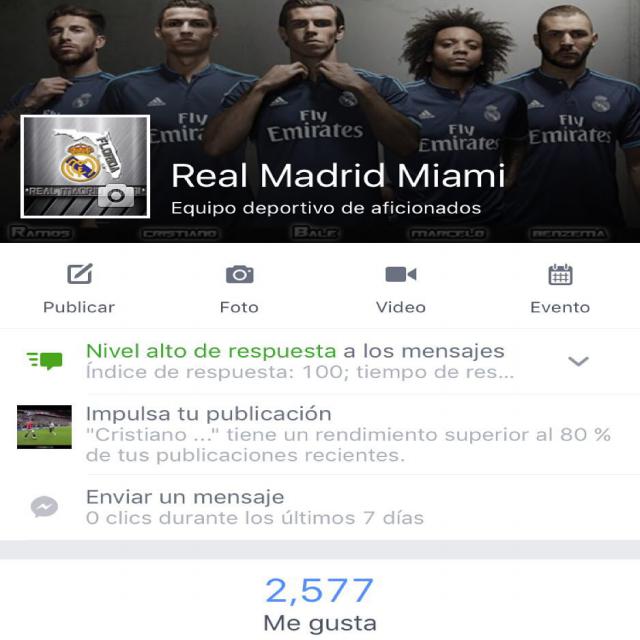 Fly
Emirates
Fly
Emirates
Fly
Emirates
Fly
Emirates
FLORIDA
REAL MADRID
Real Madrid Miami
Equipo deportivo de aficionados
RAMOS CRISTIANO BALE MARCELO BENZEMA
Publicar Foto Video Evento
Nivel alto de respuesta a los mensajes
Índice de respuesta: 100; tiempo de res...
Impulsa tu publicación
"Cristiano ..." tiene un rendimiento superior al 80 %
de tus publicaciones recientes.
Enviar un mensaje
0 clics durante los últimos 7 días
2,577
Me gusta